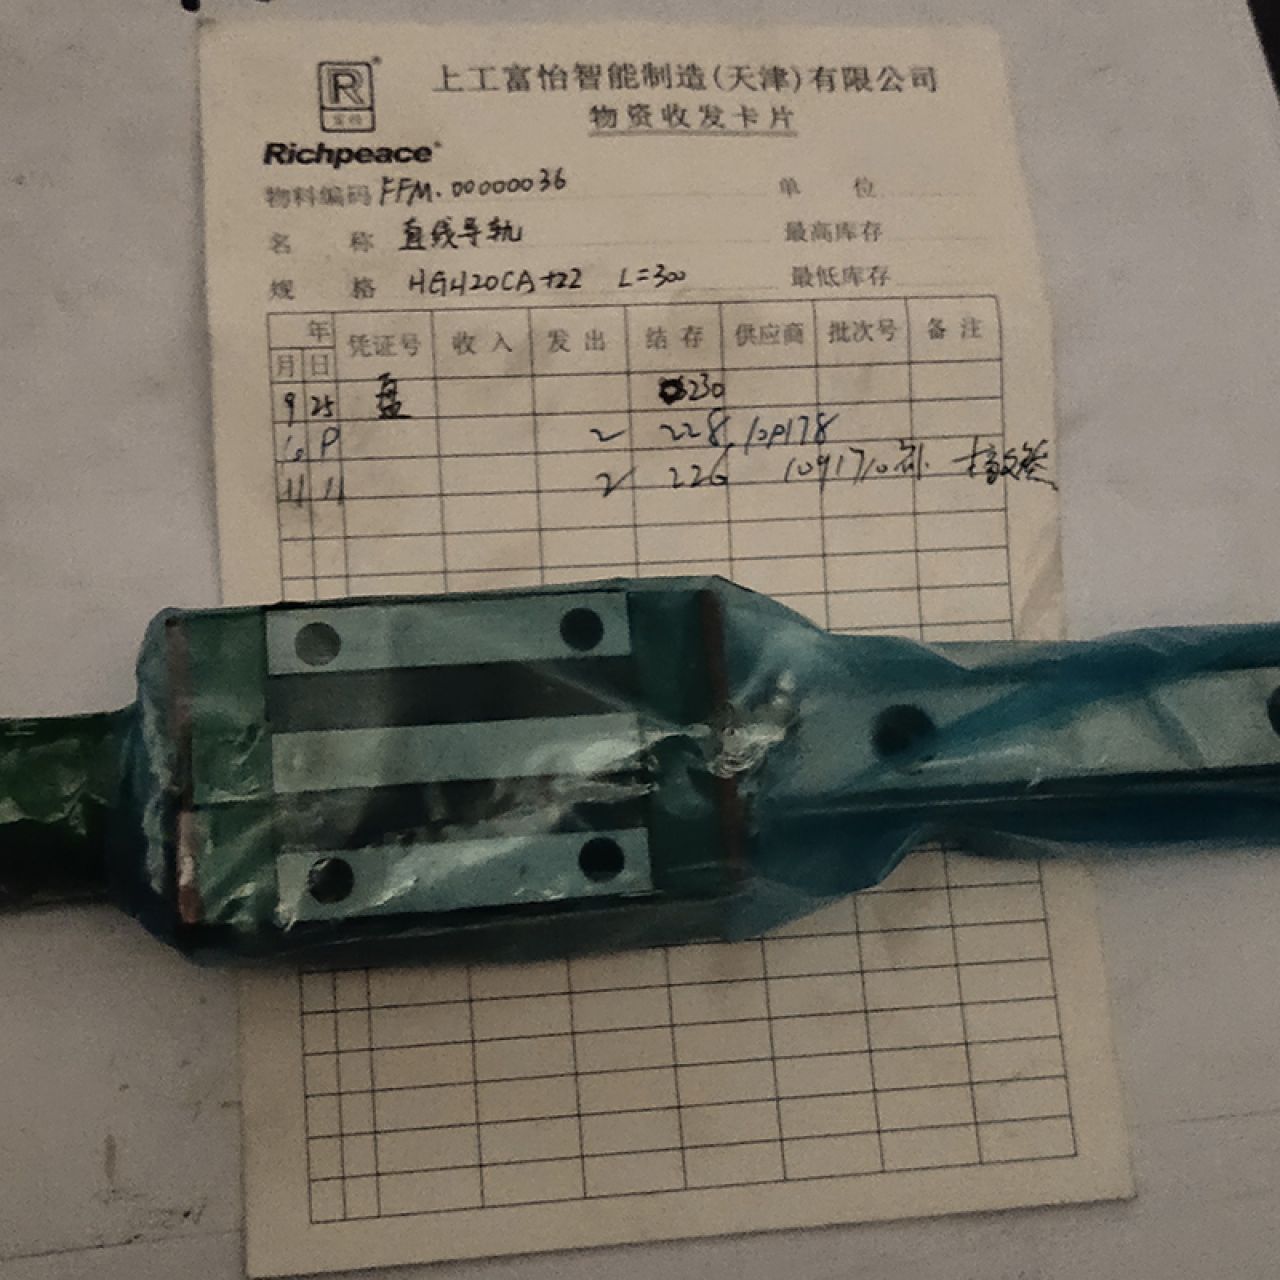 R
®
富怡
上工富怡智能制造(天津)有限公司
物资收发卡片
Richpeace®
物料编码 FFM.00000036 单位
名称 直线导轨 最高库存
规格 HGH20CA+22 L=300 最低库存
年 凭证号 收入 发出 结存 供应商 批次号 备注
月 日
9 25 盘 230
10 2 228
11 11 2 226